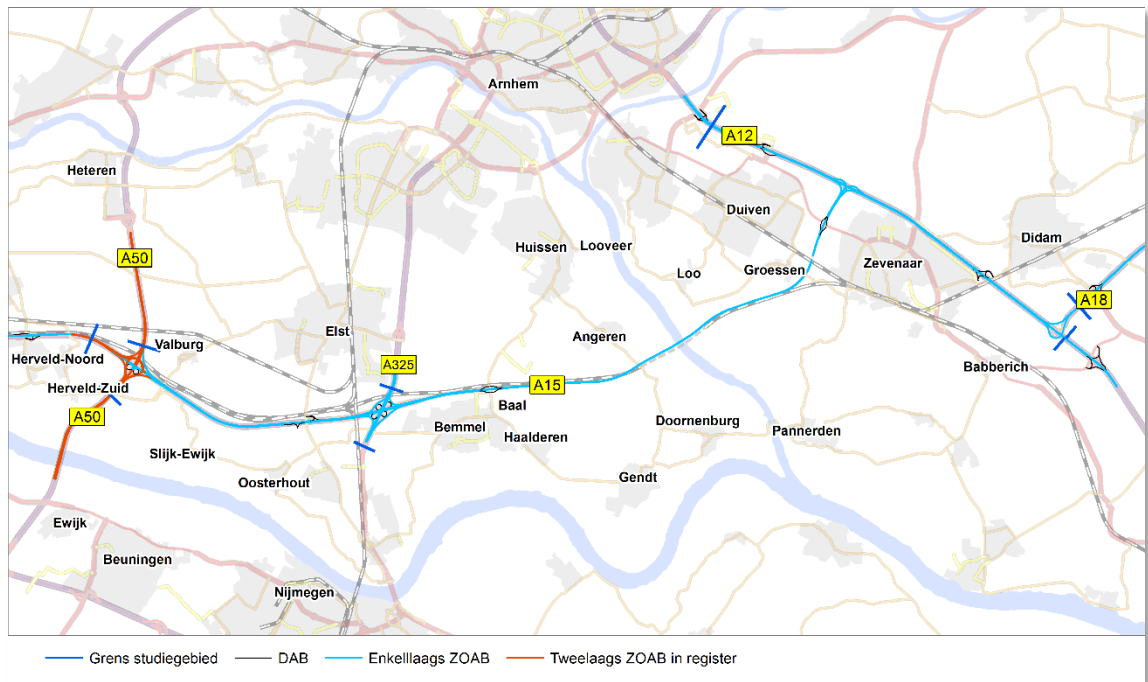 Arnhem
A12
Heteren
Duiven
Didam
Huissen
Looveer
A50
Zevenaar
Loo
Groessen
A18
Elst
Angeren
Valburg
Herveld-Noord
Babberich
A325
Herveld-Zuid
A15
A50
Baal
Bemmel
Doornenburg
Haalderen
Pannerden
Slijk-Ewijk
Gendt
Oosterhout
Ewijk
Beuningen
Nijmegen
Grens studiegebied DAB Enkelllaags ZOAB Tweelaags ZOAB in register